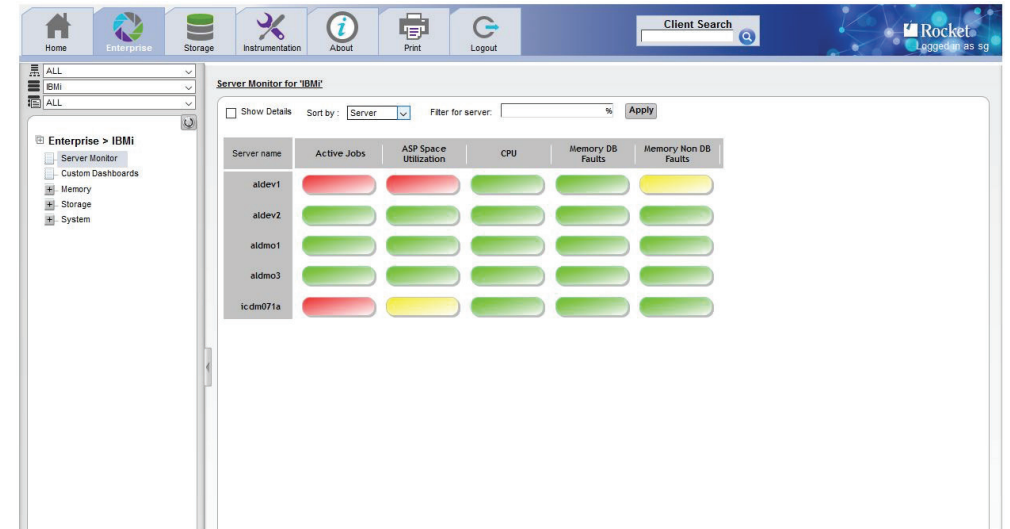 Home Enterprise Storage Instrumentation About Print Logout
Client Search
Rocket
Logged in as sg
ALL
IBMi
ALL
Enterprise > IBMi
Server Monitor
Custom Dashboards
Memory
Storage
System
Server Monitor for 'IBMi'
Show Details Sort by : Server Filter for server: % Apply
Server name Active Jobs ASP Space Utilization CPU Memory DB Faults Memory Non DB Faults
aldev1
aldev2
aldmo1
aldmo3
icdm071a